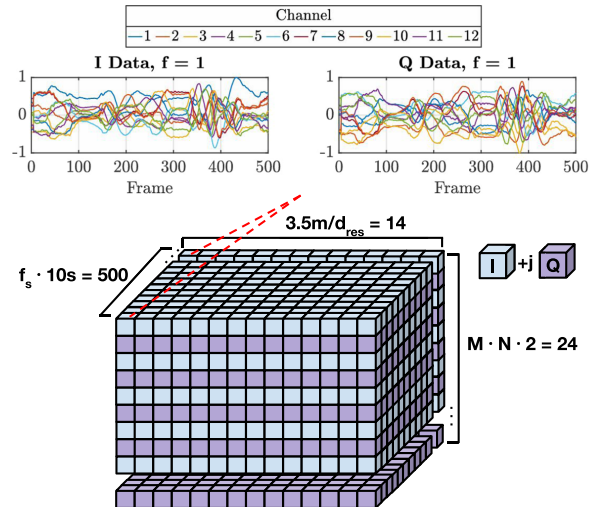 Channel
1 2 3 4 5 6 7 8 9 10 11 12
I Data, f = 1
1
0
-1
0 100 200 300 400 500
Frame
Q Data, f = 1
1
0
-1
0 100 200 300 400 500
Frame
3.5m/d_res = 14
f_s · 10s = 500
I +j Q
M · N · 2 = 24